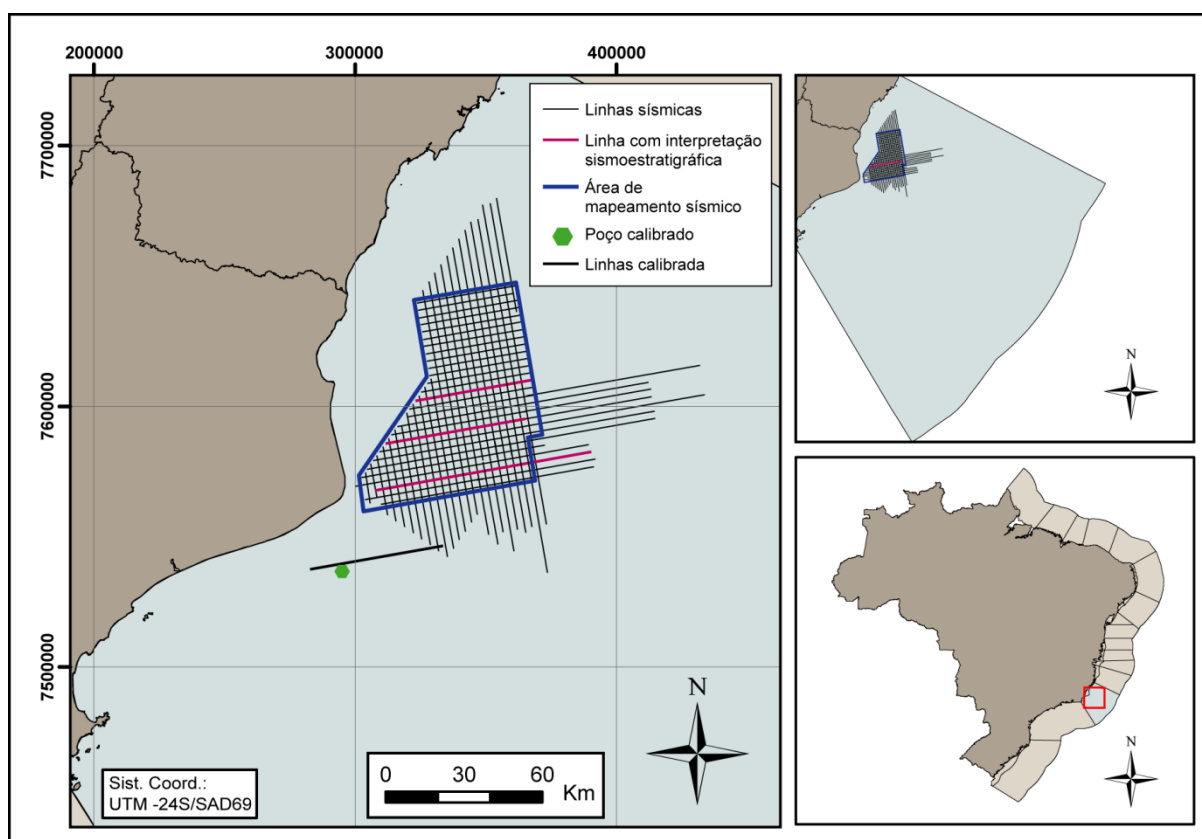 200000
300000
400000
7700000
7600000
7500000
Linhas sísmicas
Linha com interpretação
sismoestratigráfica
Área de
mapeamento sísmico
Poço calibrado
Linhas calibrada
N
0
30
60
Km
Sist. Coord.:
UTM -24S/SAD69
N
N